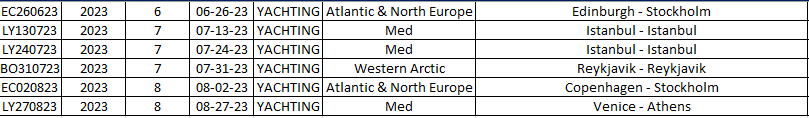 EC260623 2023 6 06-26-23 YACHTING Atlantic & North Europe Edinburgh - Stockholm
LY130723 2023 7 07-13-23 YACHTING Med Istanbul - Istanbul
LY240723 2023 7 07-24-23 YACHTING Med Istanbul - Istanbul
BO310723 2023 7 07-31-23 YACHTING Western Arctic Reykjavik - Reykjavik
EC020823 2023 8 08-02-23 YACHTING Atlantic & North Europe Copenhagen - Stockholm
LY270823 2023 8 08-27-23 YACHTING Med Venice - Athens